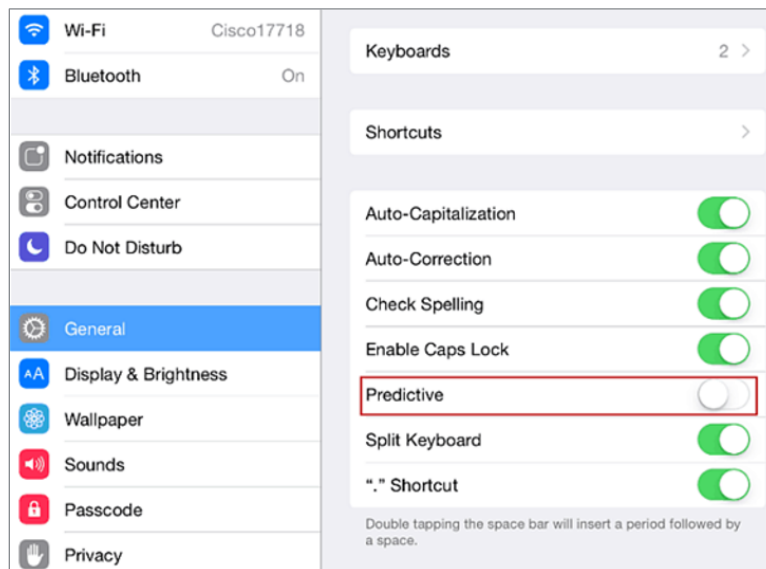 Wi-Fi Cisco17718
Bluetooth On
Notifications
Control Center
Do Not Disturb
General
AA Display & Brightness
Wallpaper
Sounds
Passcode
Privacy
Keyboards 2
Shortcuts
Auto-Capitalization
Auto-Correction
Check Spelling
Enable Caps Lock
Predictive
Split Keyboard
“.” Shortcut
Double tapping the space bar will insert a period followed by
a space.